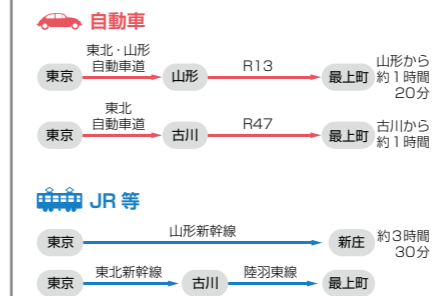 自動車
東北・山形
自動車道
東京 山形 R13 最上町
山形から
約1時間
20分
東北
自動車道
東京 古川 R47 最上町
古川から
約1時間
JR 等
東京 山形新幹線 新庄
約3時間
30分
東京 東北新幹線 古川 陸羽東線 最上町